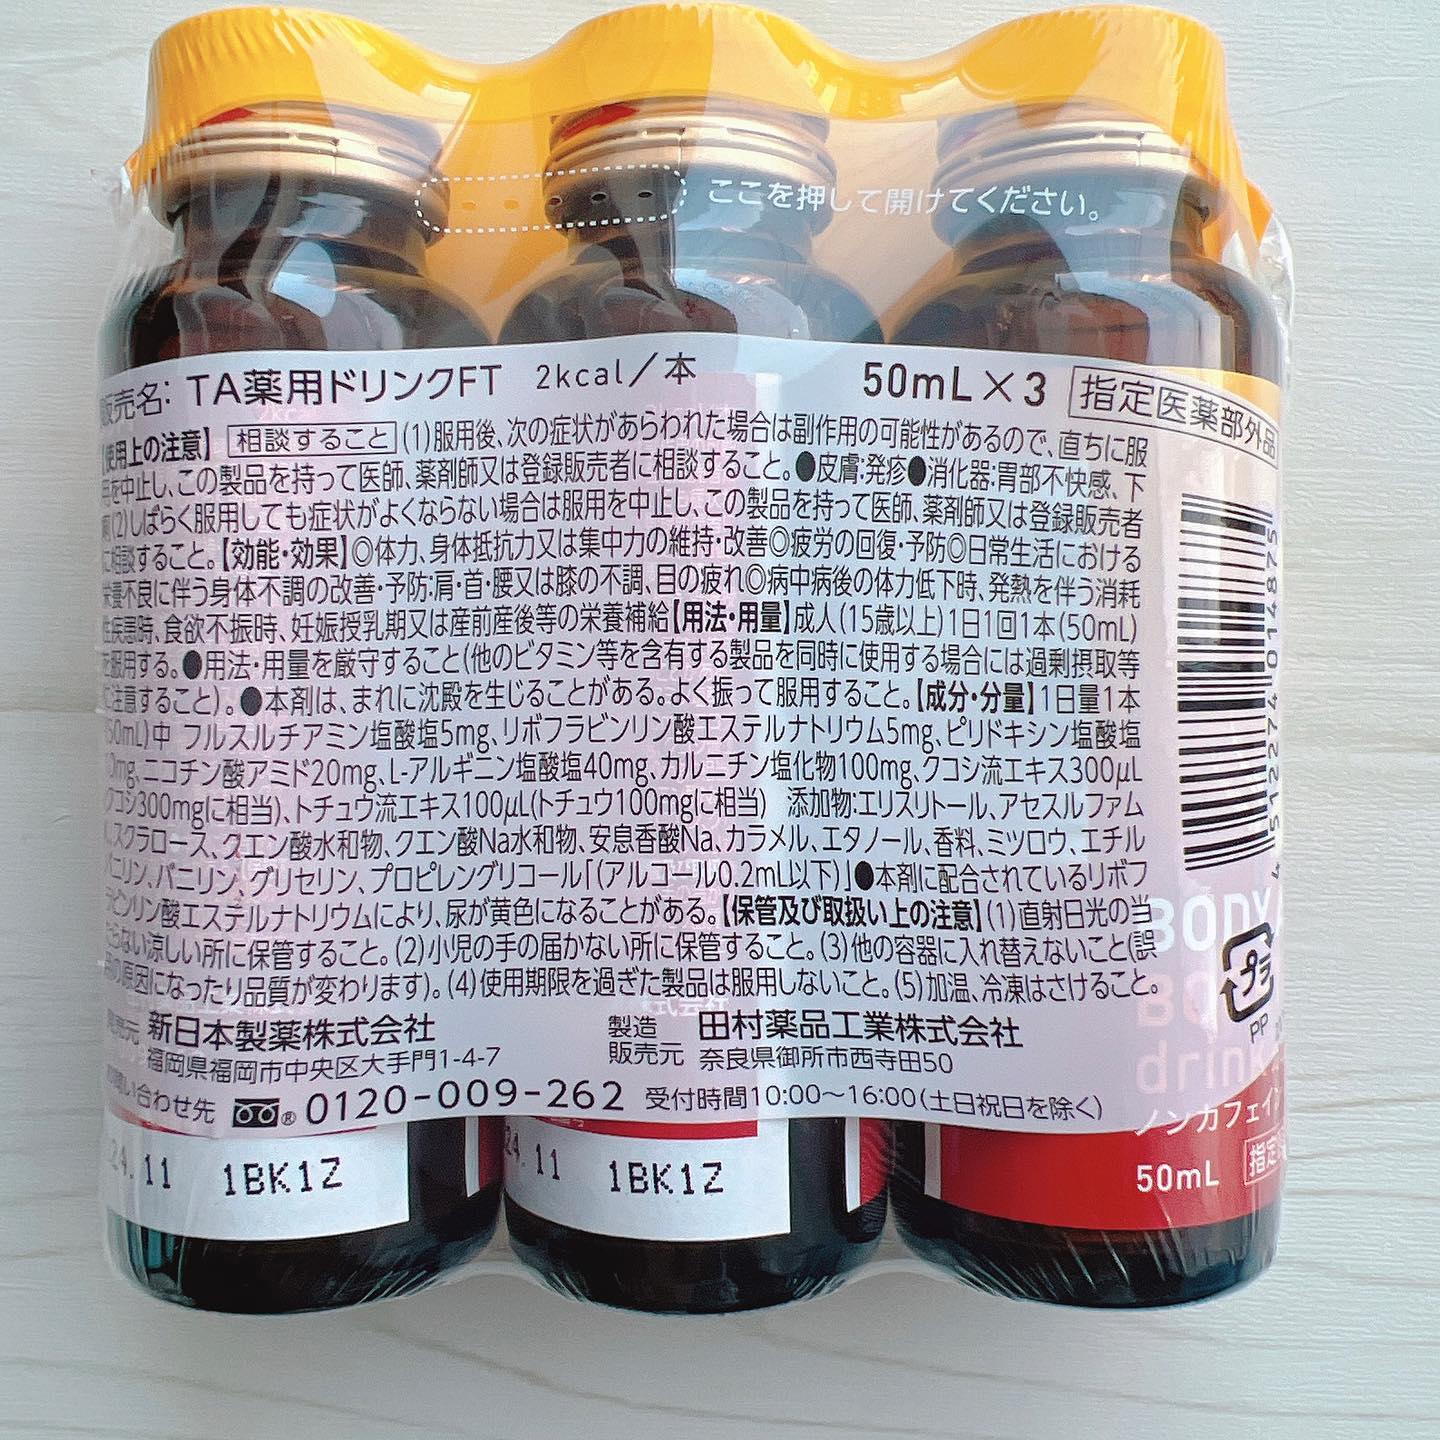 ここを押して開けてください。
販売名: TA薬用ドリンクFT 2kcal/本 50mL×3 指定医薬部外品
【使用上の注意】 相談すること (1)服用後、次の症状があらわれた場合は副作用の可能性があるので、直ちに服
用を中止し、この製品を持って医師、薬剤師又は登録販売者に相談すること。●皮膚:発疹●消化器:胃部不快感、下
痢(2)しばらく服用しても症状がよくならない場合は服用を中止し、この製品を持って医師、薬剤師又は登録販売者
に相談すること。【効能・効果】◎体力、身体抵抗力又は集中力の維持・改善◎疲労の回復・予防◎日常生活における
栄養不良に伴う身体不調の改善・予防:肩・首・腰又は膝の不調、目の疲れ◎病中病後の体力低下時、発熱を伴う消耗
性疾患時、食欲不振時、妊娠授乳期又は産前産後等の栄養補給【用法・用量】成人(15歳以上)1日1回1本(50mL)
を服用する。●用法・用量を厳守すること(他のビタミン等を含有する製品を同時に使用する場合には過剰摂取等
に注意すること)。●本剤は、まれに沈殿を生じることがある。よく振って服用すること。【成分・分量】1日量1本
(50mL)中 フルスルチアミン塩酸塩5mg、リボフラビンリン酸エステルナトリウム5mg、ピリドキシン塩酸塩
0mg、ニコチン酸アミド20mg、L-アルギニン塩酸塩40mg、カルニチン塩化物100mg、クコシ流エキス300μL
(クコシ300mgに相当)、トチュウ流エキス100μL(トチュウ100mgに相当) 添加物:エリスリトール、アセスルファム
、スクラロース、クエン酸水和物、クエン酸Na水和物、安息香酸Na、カラメル、エタノール、香料、ミツロウ、エチル
バニリン、バニリン、グリセリン、プロピレングリコール「(アルコール0.2mL以下)」●本剤に配合されているリボフ
ラビンリン酸エステルナトリウムにより、尿が黄色になることがある。【保管及び取扱い上の注意】(1)直射日光の当
たらない涼しい所に保管すること。(2)小児の手の届かない所に保管すること。(3)他の容器に入れ替えないこと(誤
用の原因になったり品質が変わります)。(4)使用期限を過ぎた製品は服用しないこと。(5)加温、冷凍はさけること。
発売元 新日本製薬株式会社
福岡県福岡市中央区大手門1-4-7
製造販売元 田村薬品工業株式会社
奈良県御所市西寺田50
お問い合わせ先 0120-009-262 受付時間10:00〜16:00(土日祝日を除く)
4 512274 014875
BODY
drink
プラ
PP
ノンカフェイン
50mL 指定
24.11 1BK1Z
24.11 1BK1Z